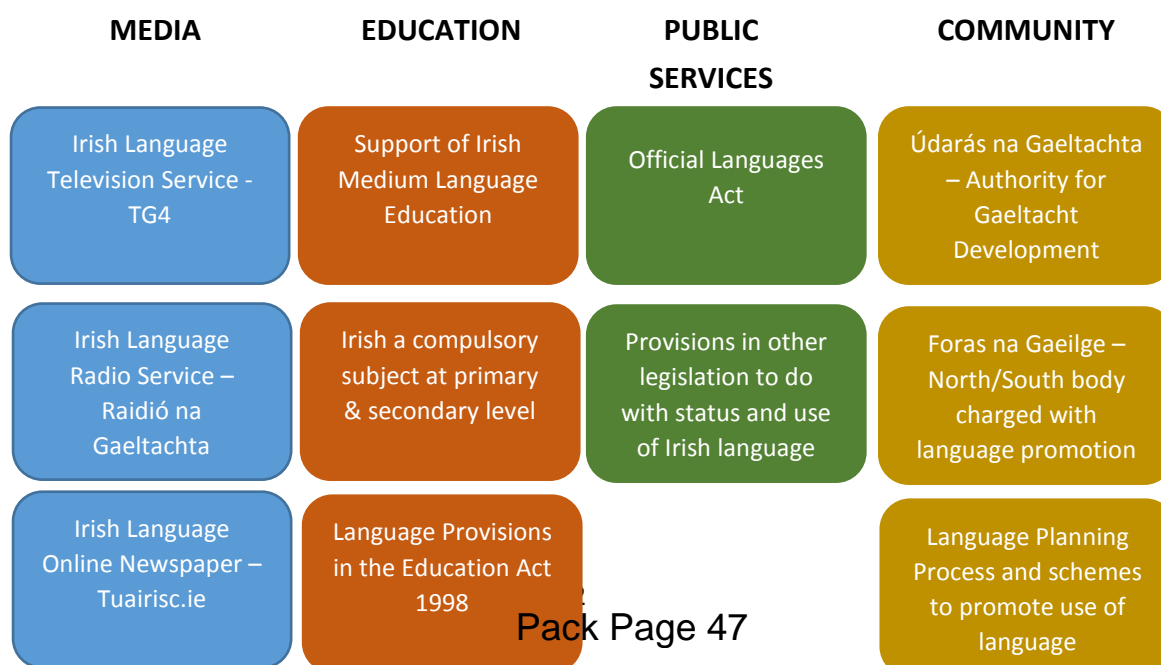 MEDIA
EDUCATION
PUBLIC
SERVICES
COMMUNITY
Irish Language
Television Service -
TG4
Support of Irish
Medium Language
Education
Official Languages
Act
Údarás na Gaeltachta
– Authority for
Gaeltacht
Development
Irish Language
Radio Service –
Raidió na
Gaeltachta
Irish a compulsory
subject at primary
& secondary level
Provisions in other
legislation to do
with status and use
of Irish language
Foras na Gaeilge –
North/South body
charged with
language promotion
Irish Language
Online Newspaper –
Tuairisc.ie
Language Provisions
in the Education Act
1998
Language Planning
Process and schemes
to promote use of
language
Pack Page 47